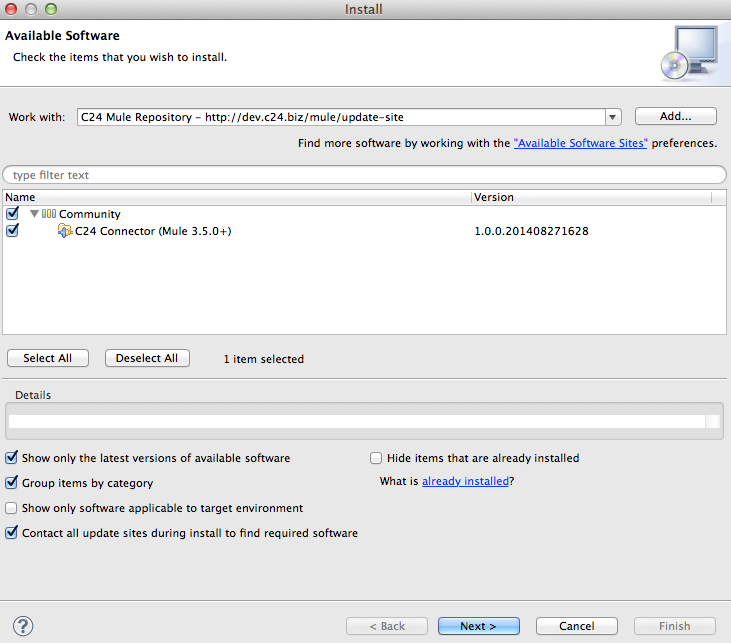 Install
Available Software
Check the items that you wish to install.
Work with: C24 Mule Repository – http://dev.c24.biz/mule/update-site Add...
Find more software by working with the "Available Software Sites" preferences.
type filter text
Name Version
Community
C24 Connector (Mule 3.5.0+) 1.0.0.201408271628
Select All Deselect All 1 item selected
Details
Show only the latest versions of available software Hide items that are already installed
Group items by category What is already installed?
Show only software applicable to target environment
Contact all update sites during install to find required software
? < Back Next > Cancel Finish